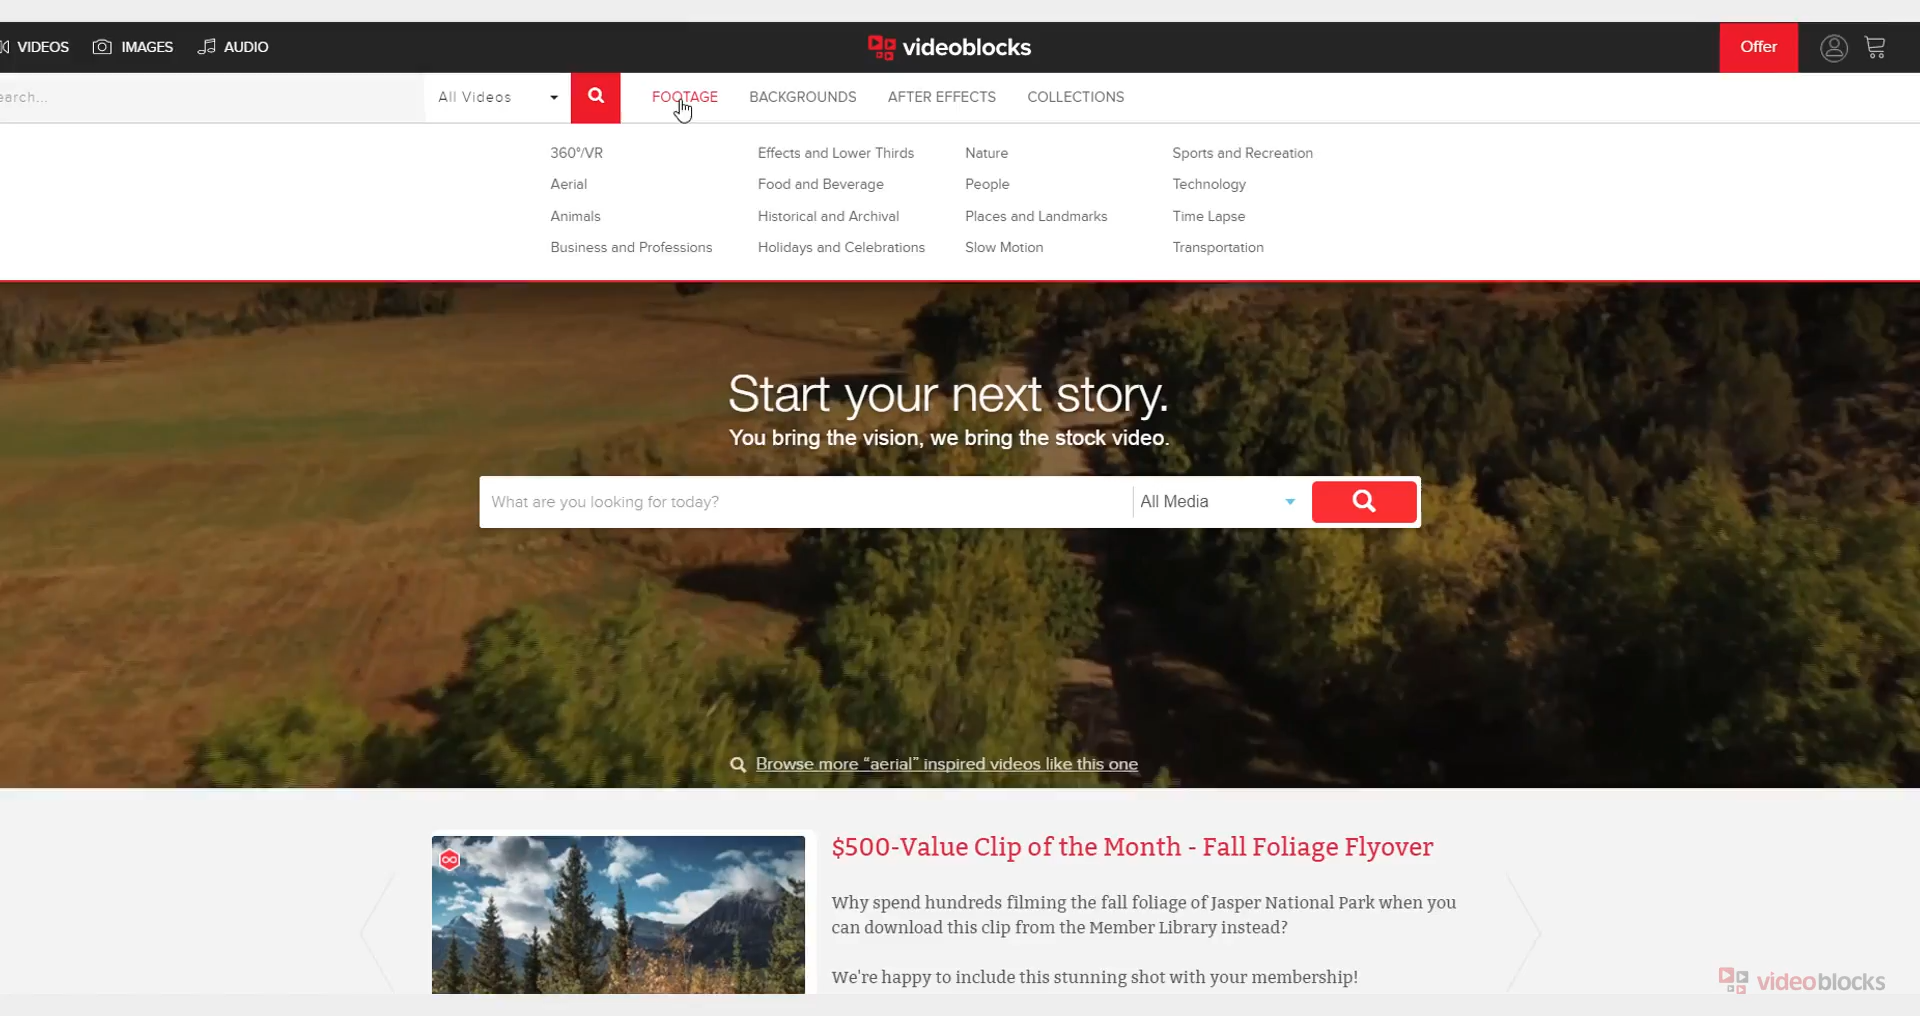 VIDEOS IMAGES AUDIO videoblocks Offer
earch... All Videos FOOTAGE BACKGROUNDS AFTER EFFECTS COLLECTIONS
360°/VR Effects and Lower Thirds Nature Sports and Recreation
Aerial Food and Beverage People Technology
Animals Historical and Archival Places and Landmarks Time Lapse
Business and Professions Holidays and Celebrations Slow Motion Transportation
Start your next story.
You bring the vision, we bring the stock video.
What are you looking for today? All Media
Browse more “aerial” inspired videos like this one
$500-Value Clip of the Month - Fall Foliage Flyover
Why spend hundreds filming the fall foliage of Jasper National Park when you
can download this clip from the Member Library instead?
We're happy to include this stunning shot with your membership!
videoblocks